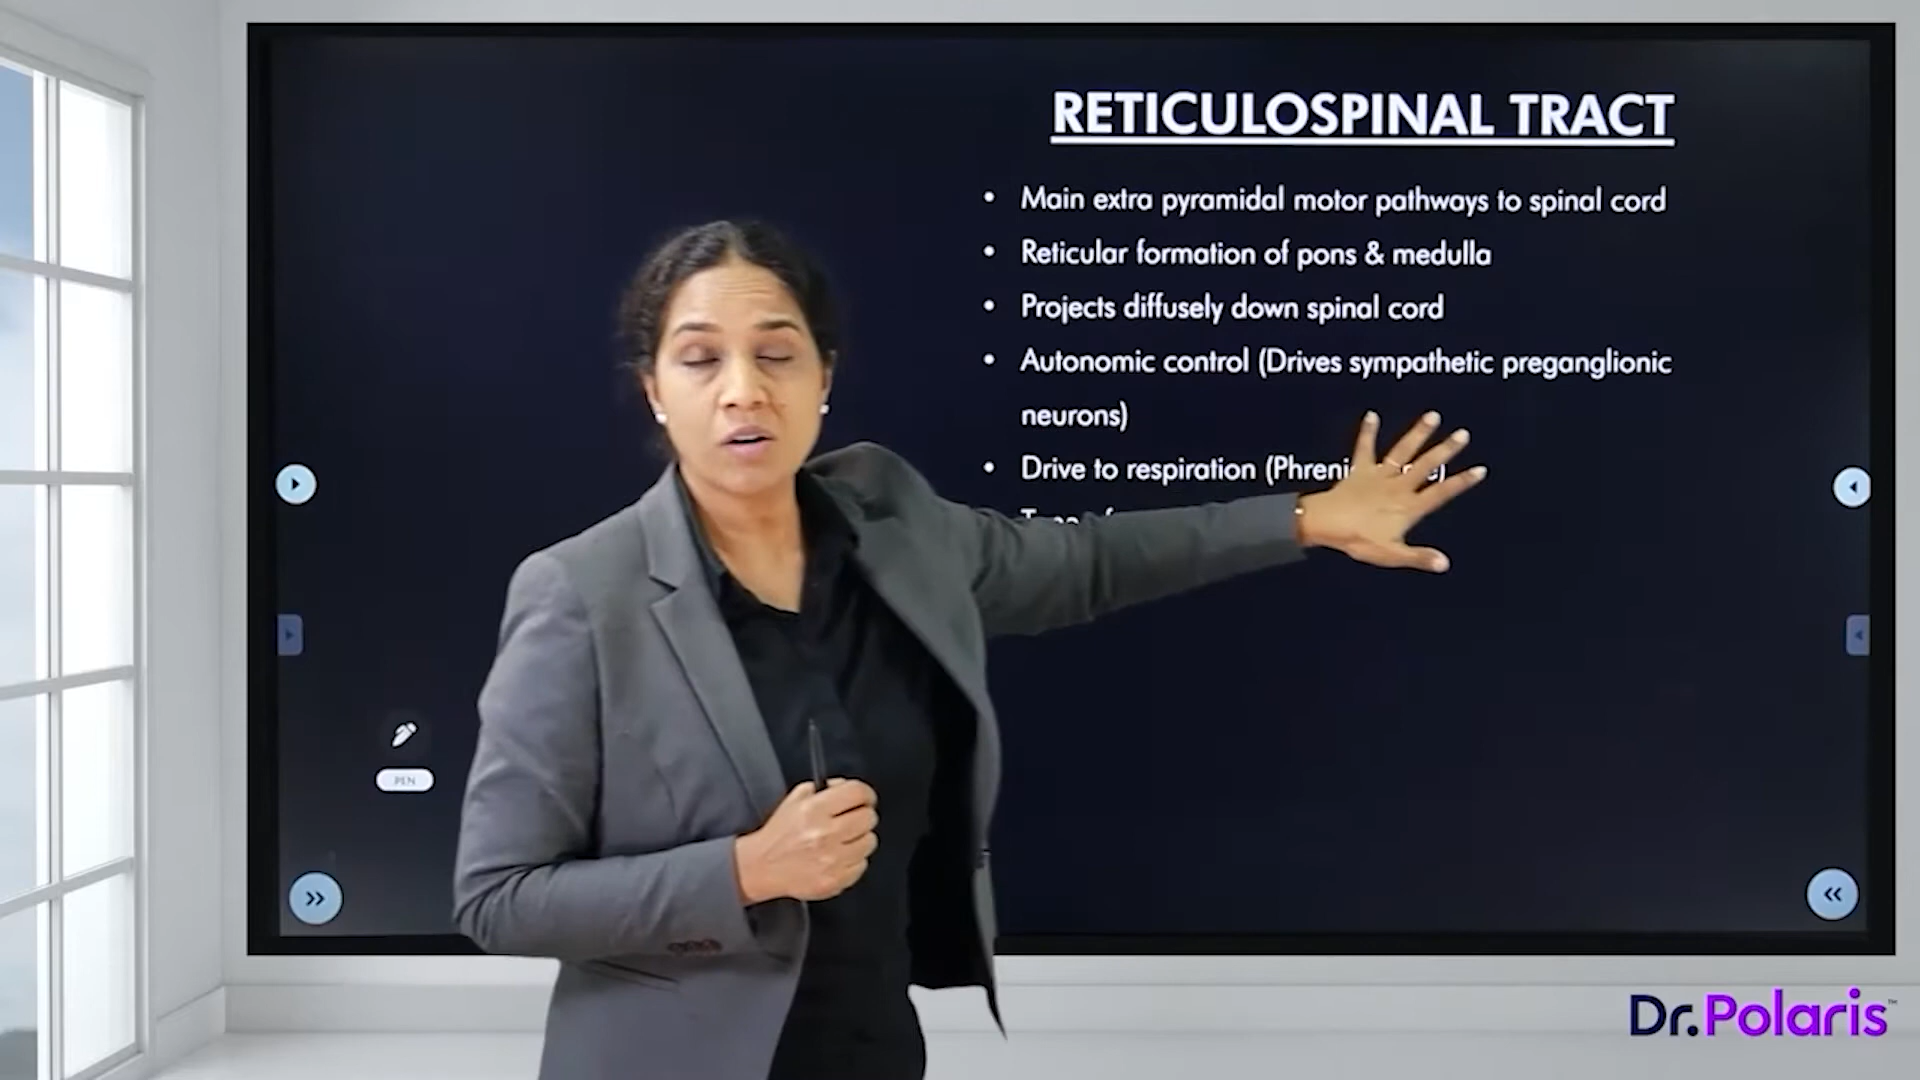 RETICULOSPINAL TRACT
• Main extra pyramidal motor pathways to spinal cord
• Reticular formation of pons & medulla
• Projects diffusely down spinal cord
• Autonomic control (Drives sympathetic preganglionic
neurons)
• Drive to respiration
PEN
Dr.Polaris™